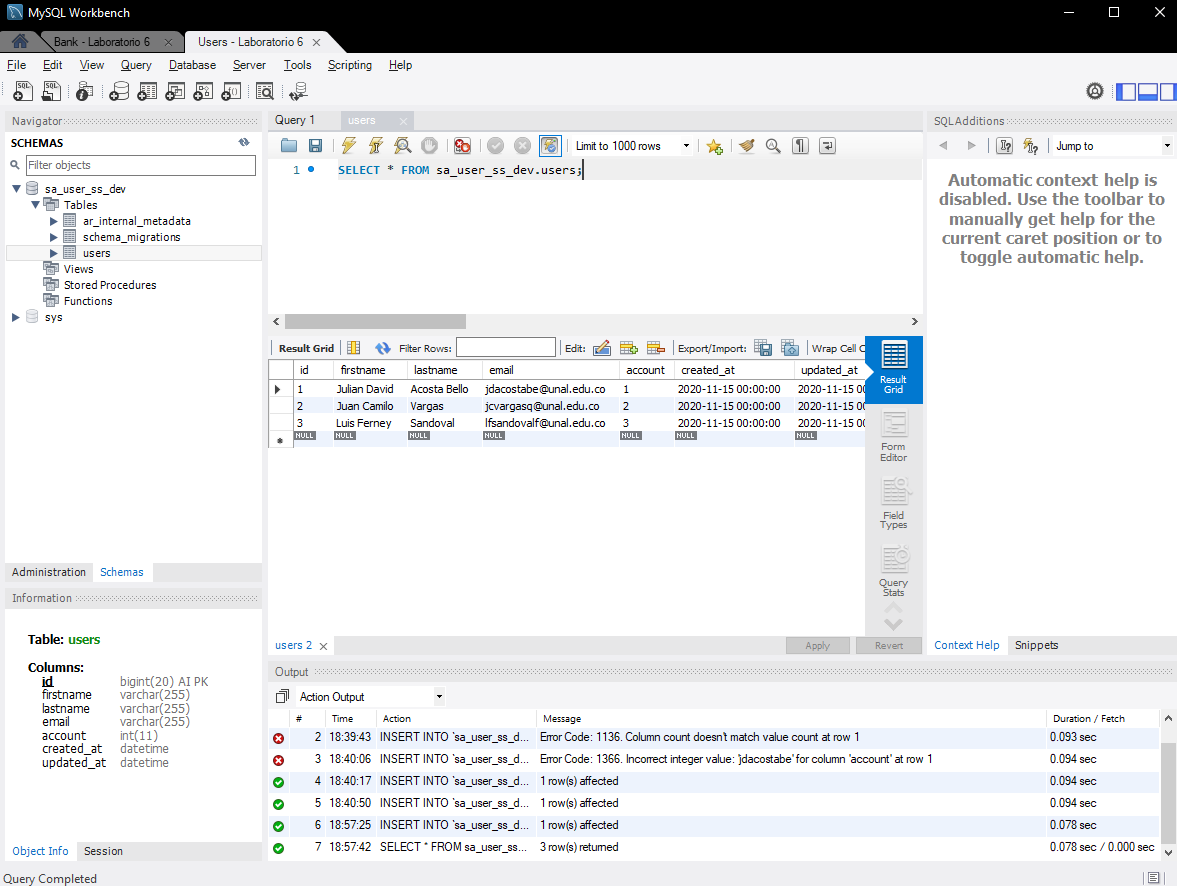 MySQL Workbench
Bank - Laboratorio 6
Users - Laboratorio 6
File Edit View Query Database Server Tools Scripting Help
Navigator
SCHEMAS
Filter objects
sa_user_ss_dev
Tables
ar_internal_metadata
schema_migrations
users
Views
Stored Procedures
Functions
sys
Administration Schemas
Information
Table: users
Columns:
id bigint(20) AI PK
firstname varchar(255)
lastname varchar(255)
email varchar(255)
account int(11)
created_at datetime
updated_at datetime
Object Info Session
Query 1 users
Limit to 1000 rows
1 SELECT * FROM sa_user_ss_dev.users;
Result Grid Filter Rows: Edit: Export/Import: Wrap Cell C
id firstname lastname email account created_at updated_at
1 Julian David Acosta Bello jdacostabe@unal.edu.co 1 2020-11-15 00:00:00 2020-11-15 00:00
2 Juan Camilo Vargas jcvargasq@unal.edu.co 2 2020-11-15 00:00:00 2020-11-15 00:00
3 Luis Ferney Sandoval lfsandovalf@unal.edu.co 3 2020-11-15 00:00:00 2020-11-15 00:00
NULL NULL NULL NULL NULL NULL NULL
Result
Grid
Form
Editor
Field
Types
Query
Stats
users 2
Apply Revert
SQLAdditions
Jump to
Automatic context help is
disabled. Use the toolbar to
manually get help for the
current caret position or to
toggle automatic help.
Context Help Snippets
Output
Action Output
# Time Action Message Duration / Fetch
2 18:39:43 INSERT INTO `sa_user_ss_d... Error Code: 1136. Column count doesn't match value count at row 1 0.093 sec
3 18:40:06 INSERT INTO `sa_user_ss_d... Error Code: 1366. Incorrect integer value: 'jdacostabe' for column 'account' at row 1 0.094 sec
4 18:40:17 INSERT INTO `sa_user_ss_d... 1 row(s) affected 0.094 sec
5 18:40:50 INSERT INTO `sa_user_ss_d... 1 row(s) affected 0.094 sec
6 18:57:25 INSERT INTO `sa_user_ss_d... 1 row(s) affected 0.078 sec
7 18:57:42 SELECT * FROM sa_user_ss... 3 row(s) returned 0.078 sec / 0.000 sec
Query Completed